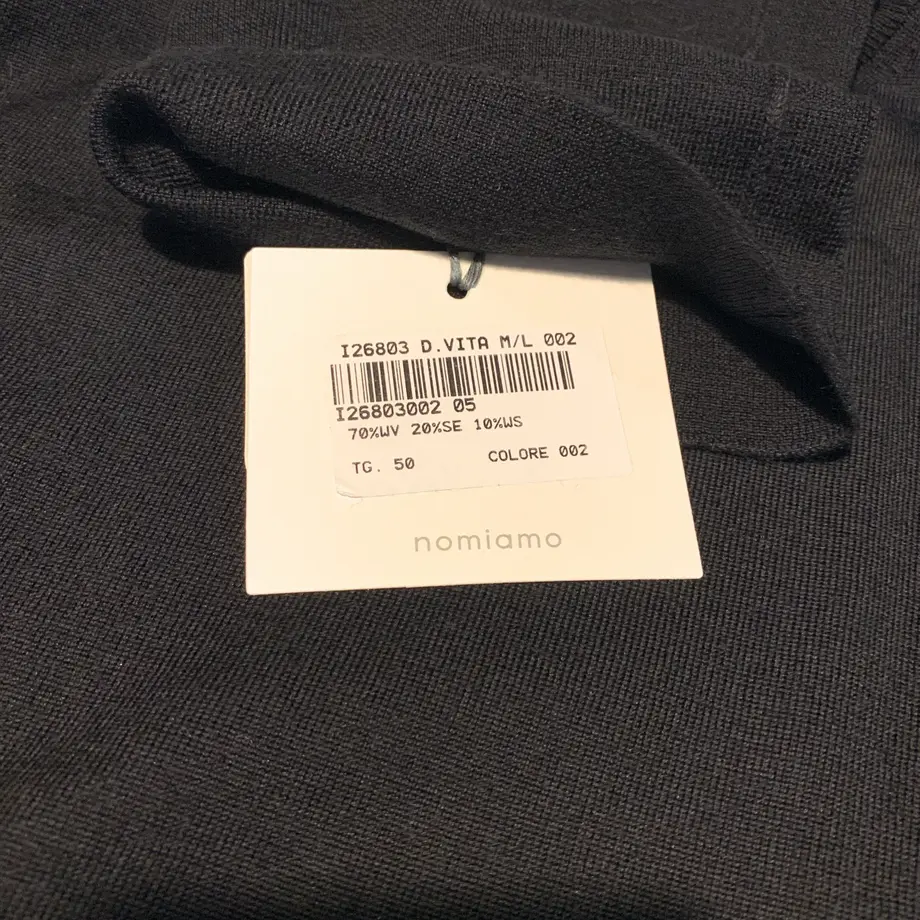 I26803 D.VITA M/L 002
I26803002 05
70%WV 20%SE 10%WS
TG. 50 COLORE 002
nomiamo